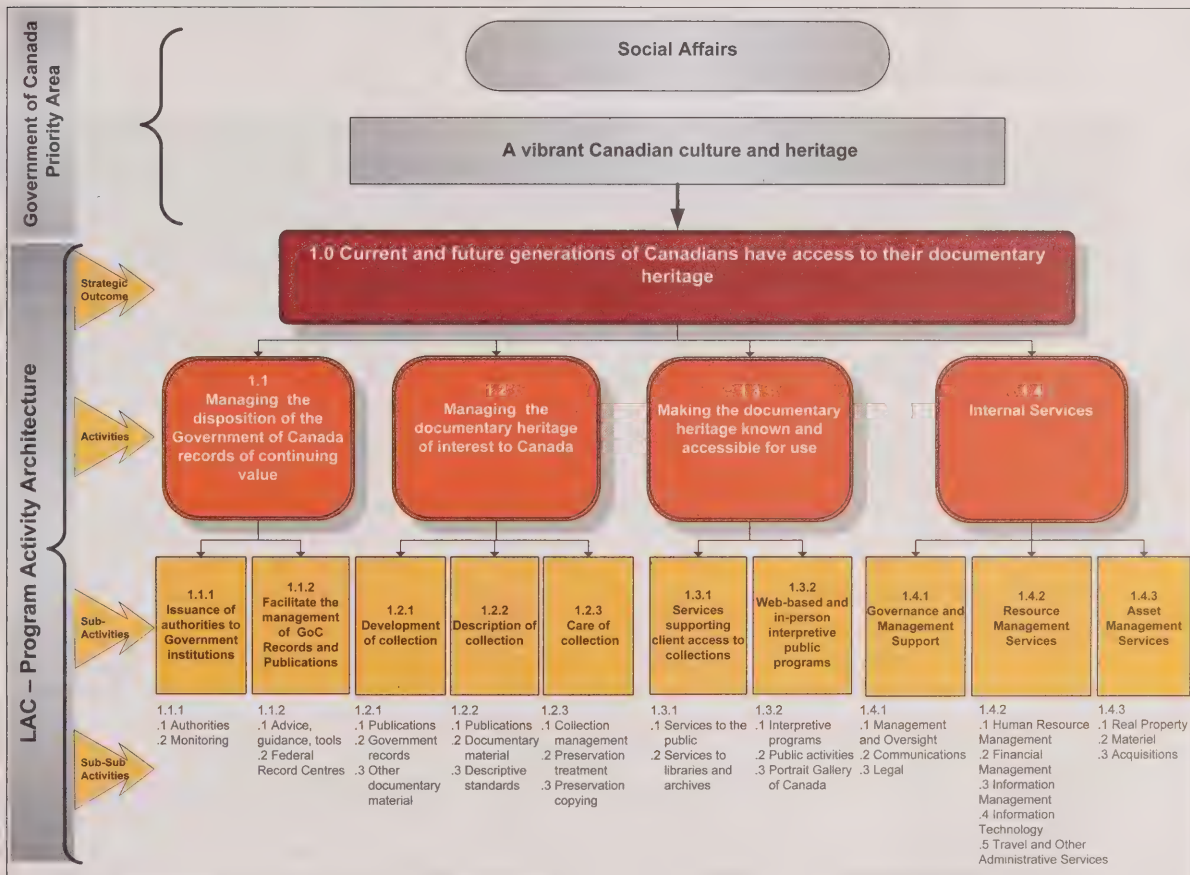 Government of Canada
Priority Area
Social Affairs
A vibrant Canadian culture and heritage
LAC – Program Activity Architecture
Strategic
Outcome
1.0 Current and future generations of Canadians have access to their documentary
heritage
Activities
1.1
Managing the
disposition of the
Government of Canada
records of continuing
value
1.2
Managing the
documentary heritage
of interest to Canada
1.3
Making the documentary
heritage known and
accessible for use
1.4
Internal Services
Sub-
Activities
1.1.1
Issuance of
authorities to
Government
institutions
1.1.2
Facilitate the
management
of GoC
Records and
Publications
1.2.1
Development
of collection
1.2.2
Description of
collection
1.2.3
Care of
collection
1.3.1
Services
supporting
client access to
collections
1.3.2
Web-based and
in-person
interpretive
public
programs
1.4.1
Governance and
Management
Support
1.4.2
Resource
Management
Services
1.4.3
Asset
Management
Services
Sub-Sub
Activities
1.1.1
.1 Authorities
.2 Monitoring
1.1.2
.1 Advice,
guidance, tools
.2 Federal
Record Centres
1.2.1
.1 Publications
.2 Government
records
.3 Other
documentary
material
1.2.2
.1 Publications
.2 Documentary
material
.3 Descriptive
standards
1.2.3
.1 Collection
management
.2 Preservation
treatment
.3 Preservation
copying
1.3.1
.1 Services to the
public
.2 Services to
libraries and
archives
1.3.2
.1 Interpretive
programs
.2 Public activities
.3 Portrait Gallery
of Canada
1.4.1
.1 Management
and Oversight
.2 Communications
.3 Legal
1.4.2
.1 Human Resource
Management
.2 Financial
Management
.3 Information
Management
.4 Information
Technology
.5 Travel and Other
Administrative Services
1.4.3
.1 Real Property
.2 Materiel
.3 Acquisitions